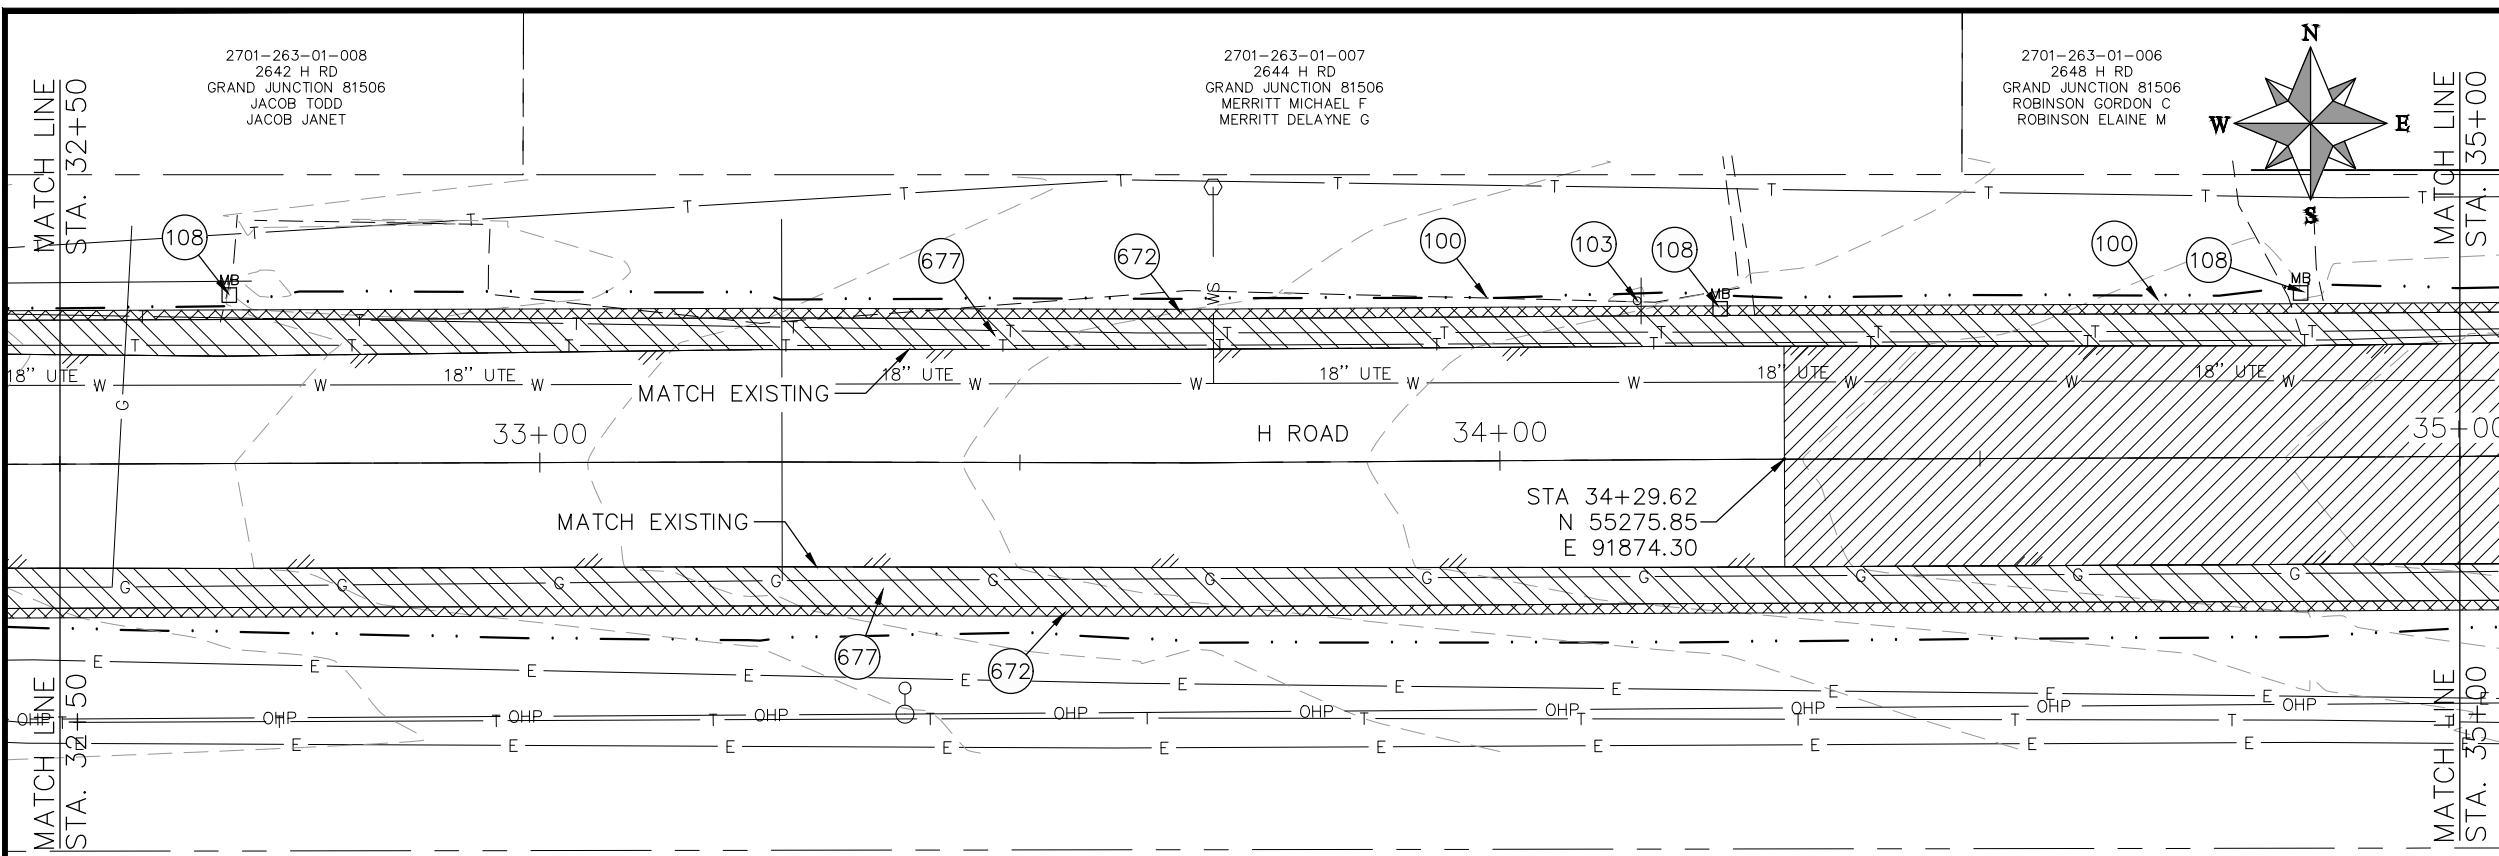 2701-263-01-008
2642 H RD
GRAND JUNCTION 81506
JACOB TODD
JACOB JANET
2701-263-01-007
2644 H RD
GRAND JUNCTION 81506
MERRITT MICHAEL F
MERRITT DELAYNE G
2701-263-01-006
2648 H RD
GRAND JUNCTION 81506
ROBINSON GORDON C
ROBINSON ELAINE M
N
W
E
S
MATCH LINE
STA. 32+50
MATCH LINE
STA. 35+00
T T T T T T T T T T T
108
677
672
100
103
108
100
108
MB
WS
MB
MB
T T T T T T T T T T T
T T T T T T T T T T T
18" UTE W W 18" UTE W W 18" UTE W W 18" UTE W W 18" UTE W W 18" UTE W
G
MATCH EXISTING
33+00
H ROAD
34+00
35+00
STA 34+29.62
N 55275.85
E 91874.30
MATCH EXISTING
G G G G G G G G G G G
677
672
E E E E E E E E E E E E
OHP OHP OHP OHP OHP OHP OHP OHP OHP OHP
T T T T T T T T T T T T
E E E E E E E E E E E
MATCH LINE
STA. 32+50
MATCH LINE
STA. 35+00